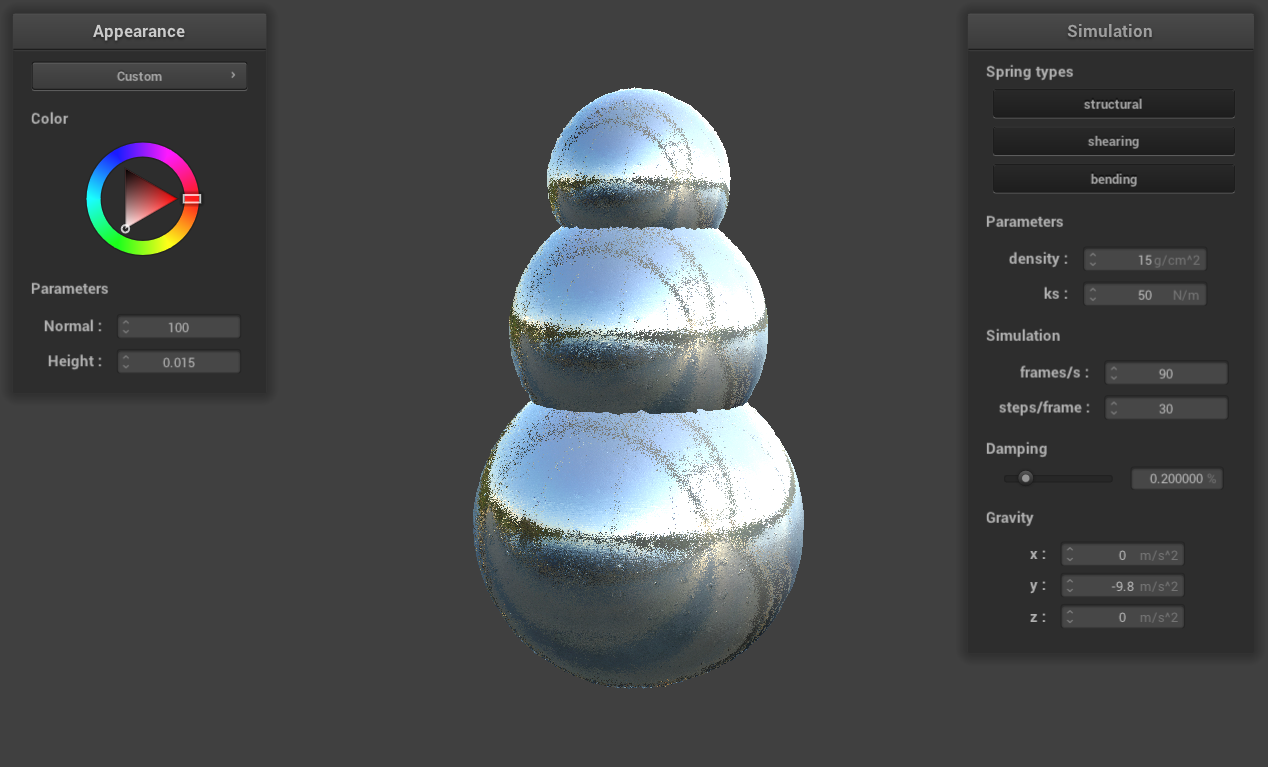 Appearance
Custom
Color
Parameters
Normal : 100
Height : 0.015
Simulation
Spring types
structural
shearing
bending
Parameters
density : 15 g/cm^2
ks : 50 N/m
Simulation
frames/s : 90
steps/frame : 30
Damping
0.200000 %
Gravity
x : 0 m/s^2
y : -9.8 m/s^2
z : 0 m/s^2